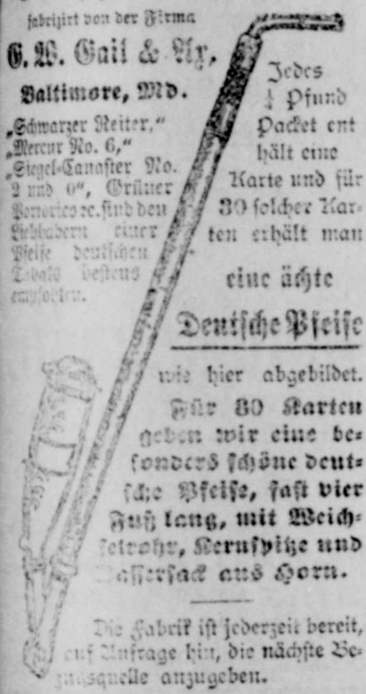 fabrizirt von der Firma
G. W. Gail & Ax,
Baltimore, Md.
„Schwarzer Reiter,“
„Mercur No. 6,“
„Siegel-Canaster No.
2 und 0“, Grüner
Portorico ꝛc. sind den
Liebhabern einer
Pfeife deutschen
Tabaks bestens
empfohlen.
Jedes
¼ Pfund
Packet ent
hält eine
Karte und für
30 solcher Kar-
ten erhält man
eine ächte
Deutsche Pfeife
wie hier abgebildet.
Für 80 Karten
geben wir eine be-
sonders schöne deut-
sche Pfeife, fast vier
Fuß lang, mit Weich-
selrohr, Kernspitze und
Wassersack aus Horn.
Die Fabrik ist jederzeit bereit,
auf Anfrage hin, die nächste Be-
zugsquelle anzugeben.